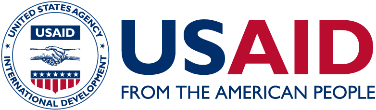 UNITED STATES AGENCY
USAID
INTERNATIONAL DEVELOPMENT
USAID
FROM THE AMERICAN PEOPLE